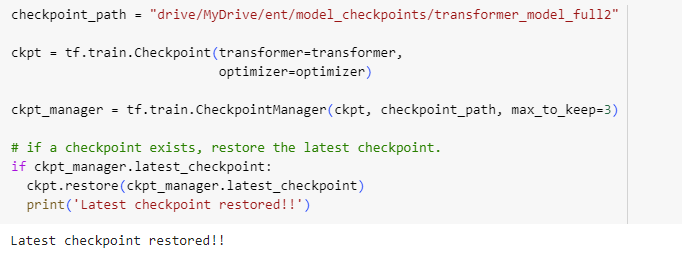 checkpoint_path = "drive/MyDrive/ent/model_checkpoints/transformer_model_full2"
ckpt = tf.train.Checkpoint(transformer=transformer,
                           optimizer=optimizer)
ckpt_manager = tf.train.CheckpointManager(ckpt, checkpoint_path, max_to_keep=3)
# if a checkpoint exists, restore the latest checkpoint.
if ckpt_manager.latest_checkpoint:
  ckpt.restore(ckpt_manager.latest_checkpoint)
  print('Latest checkpoint restored!!')
Latest checkpoint restored!!